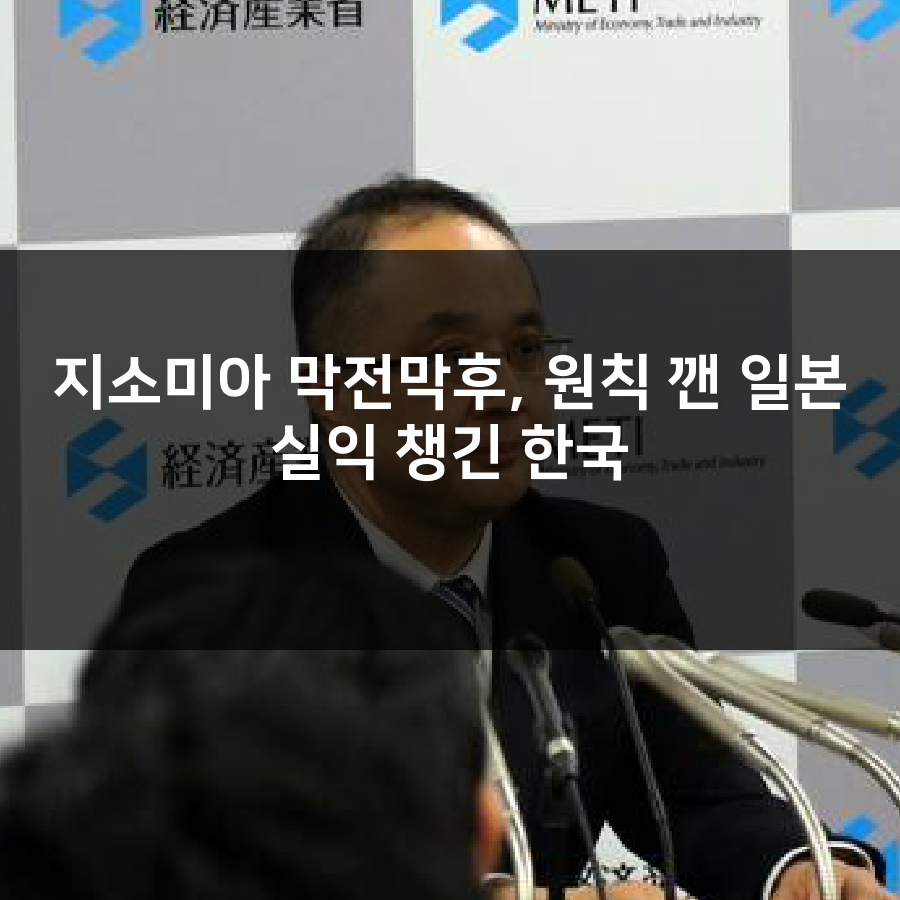 経済産業省
METI
Ministry of Economy, Trade and Industry
지소미아 막전막후, 원칙 깬 일본
실익 챙긴 한국
経済産
METI
Economy, Trade and Industry